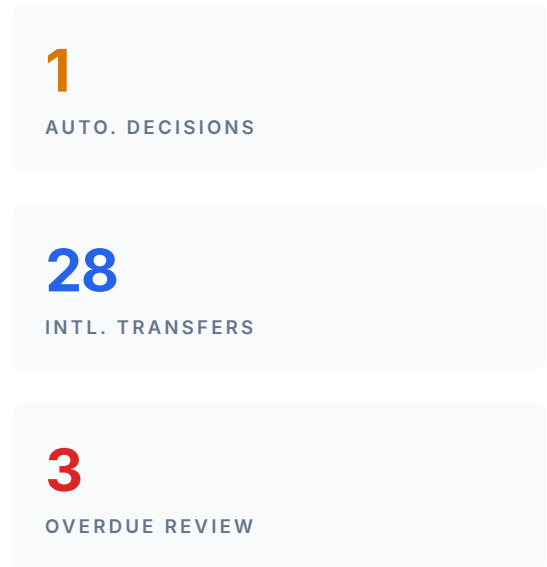 1
AUTO. DECISIONS
28
INTL. TRANSFERS
3
OVERDUE REVIEW